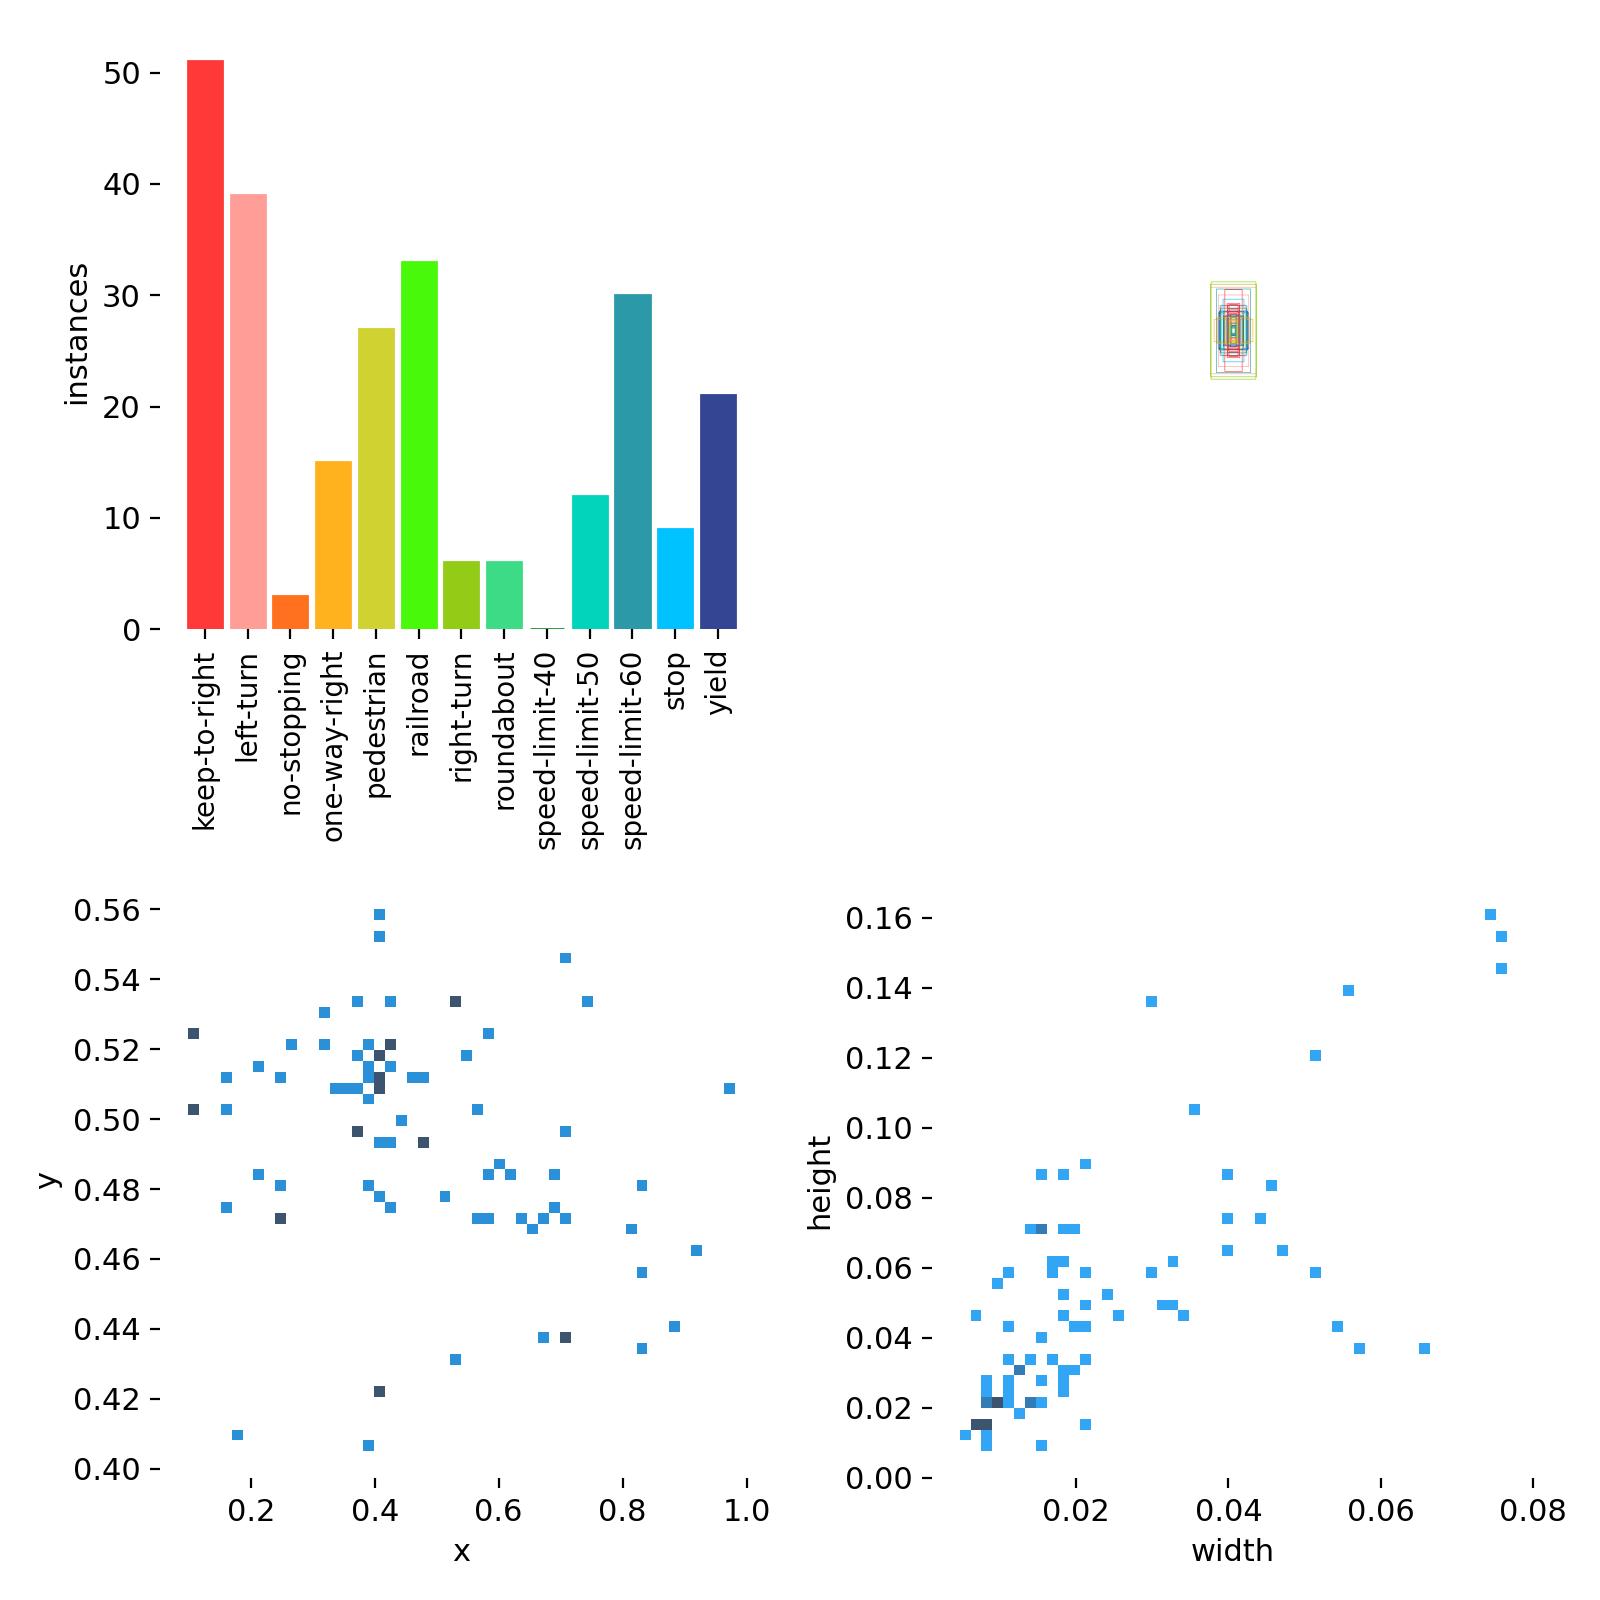 50
40
30
20
10
0
instances
keep-to-right
left-turn
no-stopping
one-way-right
pedestrian
railroad
right-turn
roundabout
speed-limit-40
speed-limit-50
speed-limit-60
stop
yield
0.56
0.54
0.52
0.50
0.48
0.46
0.44
0.42
0.40
y
0.2 0.4 0.6 0.8 1.0
x
0.16
0.14
0.12
0.10
0.08
0.06
0.04
0.02
0.00
height
0.02 0.04 0.06 0.08
width